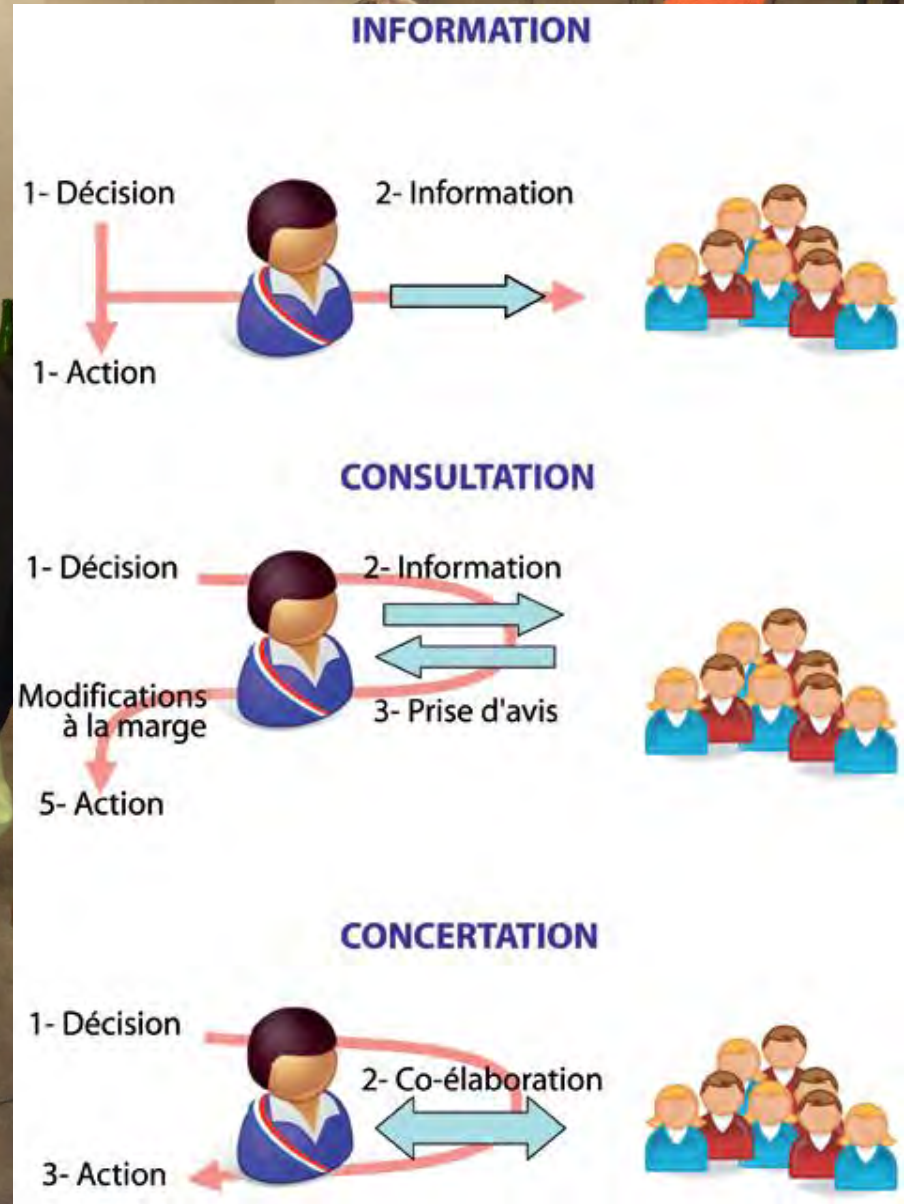 INFORMATION
1- Décision
2- Information
1- Action
CONSULTATION
1- Décision
2- Information
Modifications
à la marge
3- Prise d'avis
5- Action
CONCERTATION
1- Décision
2- Co-élaboration
3- Action